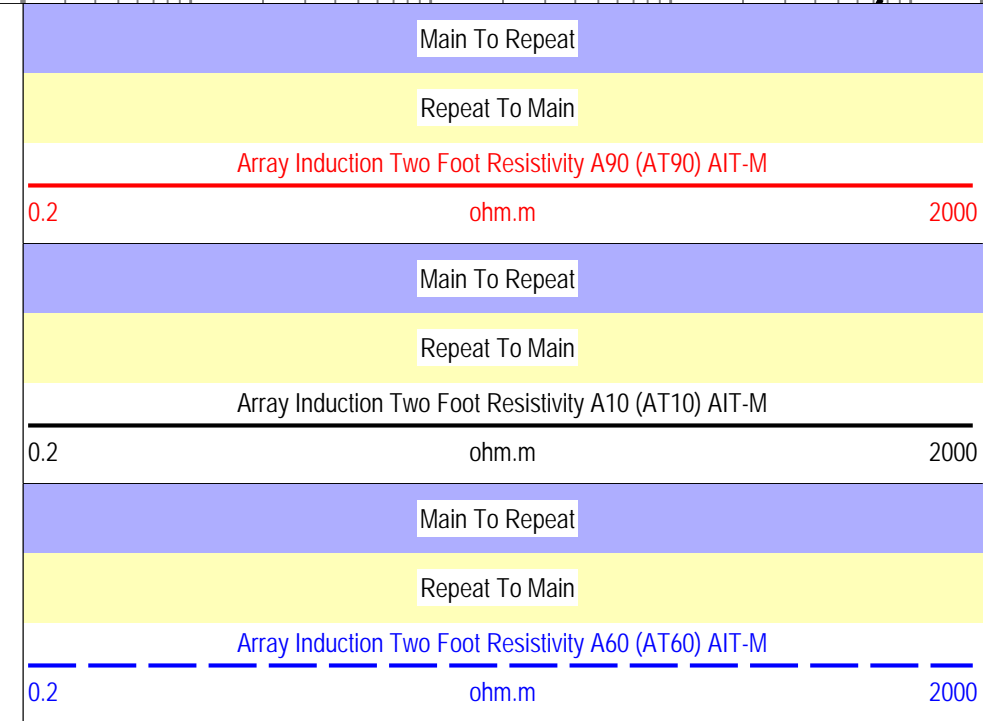 Main To Repeat
Repeat To Main
Array Induction Two Foot Resistivity A90 (AT90) AIT-M
0.2 ohm.m 2000
Main To Repeat
Repeat To Main
Array Induction Two Foot Resistivity A10 (AT10) AIT-M
0.2 ohm.m 2000
Main To Repeat
Repeat To Main
Array Induction Two Foot Resistivity A60 (AT60) AIT-M
0.2 ohm.m 2000